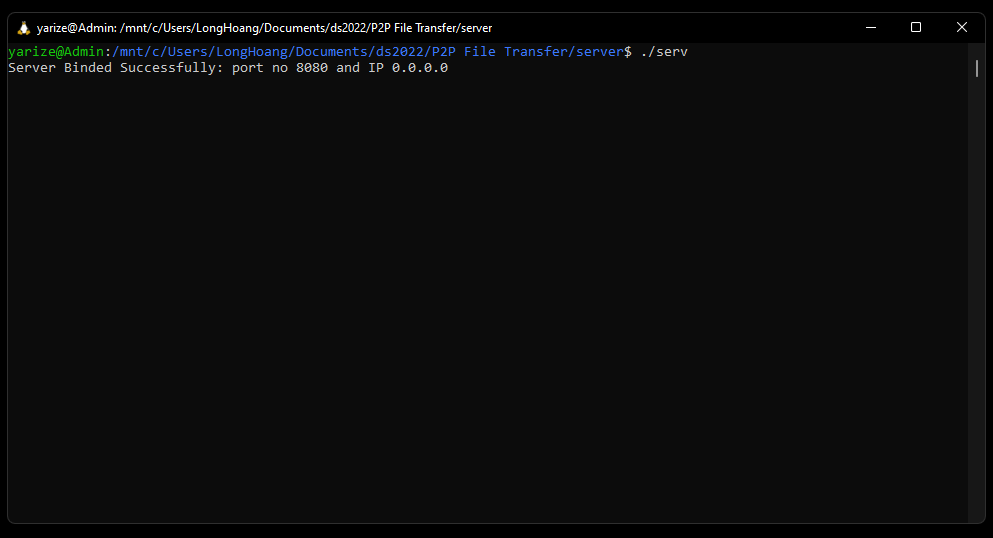 yarize@Admin: /mnt/c/Users/LongHoang/Documents/ds2022/P2P File Transfer/server
yarize@Admin:/mnt/c/Users/LongHoang/Documents/ds2022/P2P File Transfer/server$ ./serv
Server Binded Successfully: port no 8080 and IP 0.0.0.0